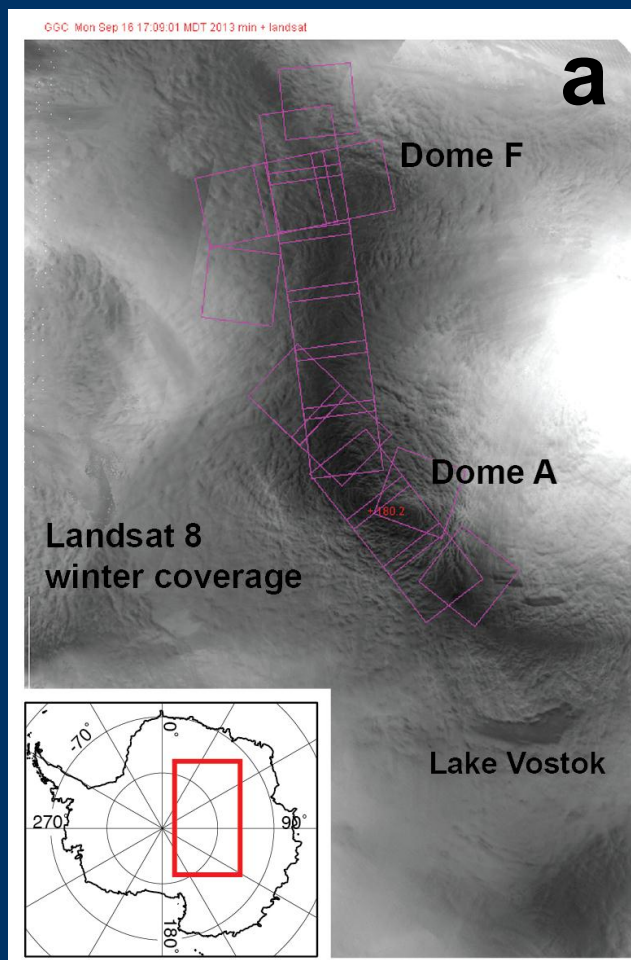 GGC Mon Sep 16 17:09:01 MDT 2013 min + landsat
a
Dome F
Dome A
+180.2
Landsat 8
winter coverage
Lake Vostok
-70°
0°
270°
90°
180°